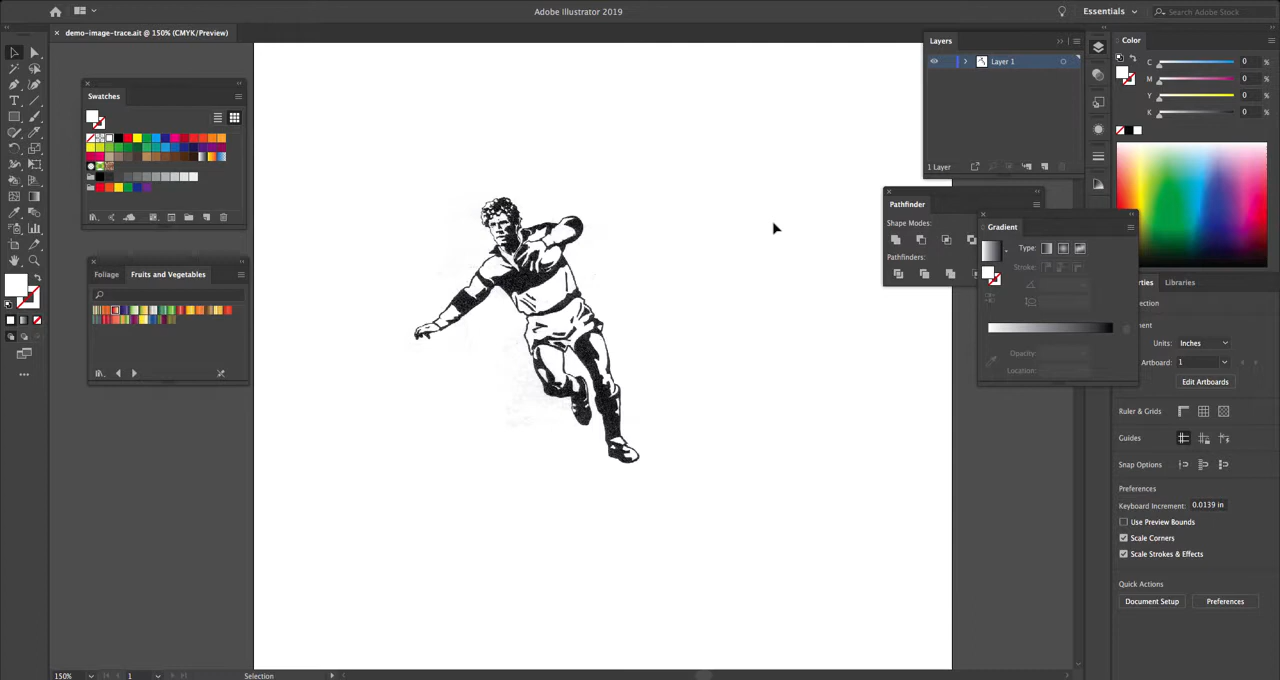 Adobe Illustrator 2019
Essentials
Search Adobe Stock
× demo-image-trace.ait @ 150% (CMYK/Preview)
Layers
Layer 1
1 Layer
Color
C 0 %
M 0 %
Y 0 %
K 0 %
Swatches
Foliage Fruits and Vegetables
Pathfinder
Shape Modes:
Pathfinders:
Gradient
Type:
Stroke:
Opacity:
Location:
erties Libraries
ection
ment
Units: Inches
Artboard: 1
Edit Artboards
Ruler & Grids
Guides
Snap Options
Preferences
Keyboard Increment: 0.0139 in
Use Preview Bounds
Scale Corners
Scale Strokes & Effects
Quick Actions
Document Setup Preferences
150% 1 Selection